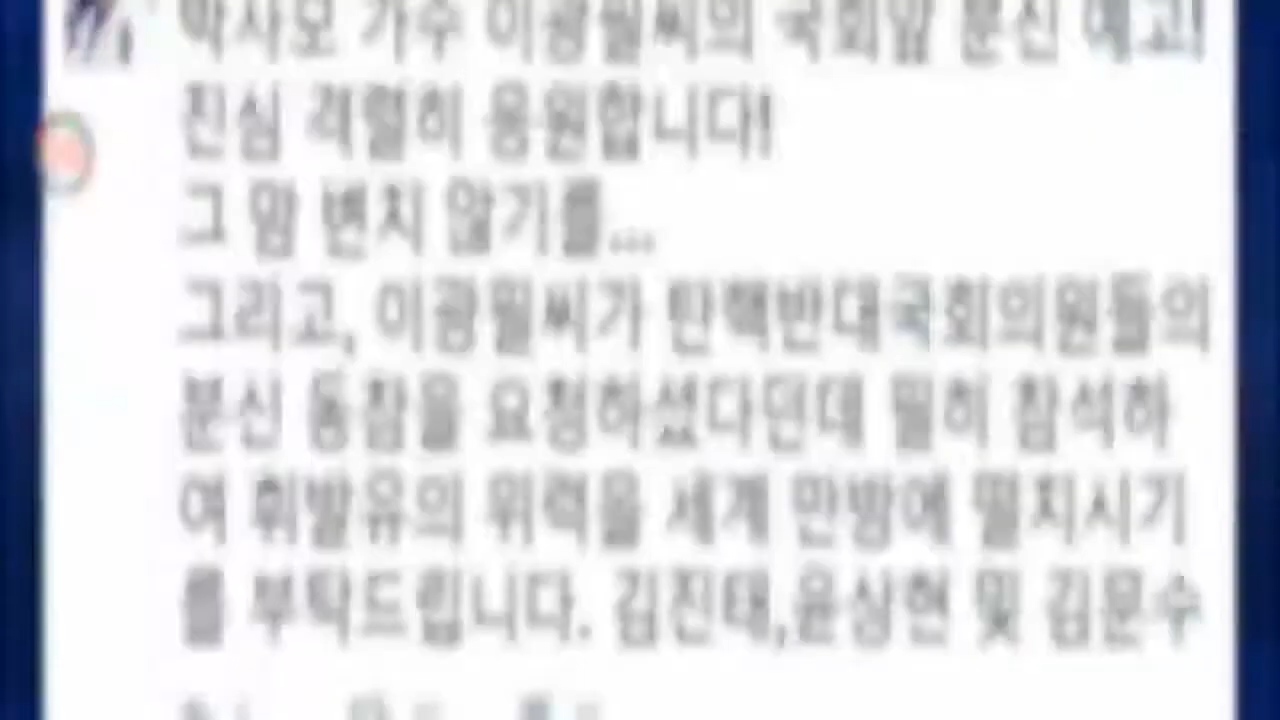 박사모 가수 이광필씨의 국회앞 분신 예고!
진심 격렬히 응원합니다!
그 맘 변치 않기를...
그리고, 이광필씨가 탄핵반대국회의원들의
분신 동참을 요청하셨다던데 필히 참석하
여 휘발유의 위력을 세계 만방에 떨치시기
를 부탁드립니다. 김진태,윤상현 및 김문수